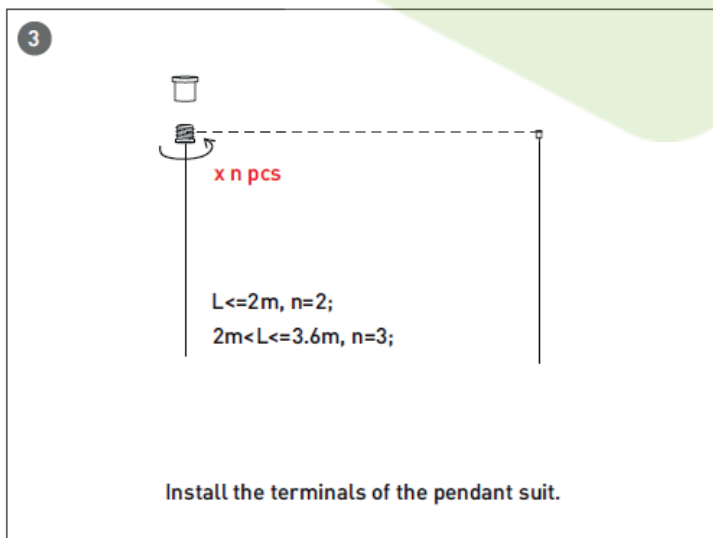 3
x n pcs
L<=2m, n=2;
2m<L<=3.6m, n=3;
Install the terminals of the pendant suit.